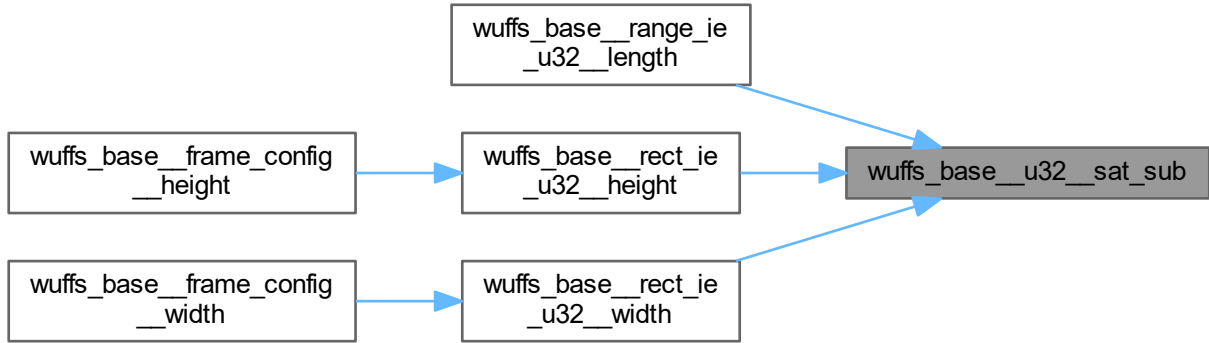 wuffs_base__range_ie
_u32__length
wuffs_base__frame_config
__height
wuffs_base__rect_ie
_u32__height
wuffs_base__u32__sat_sub
wuffs_base__frame_config
__width
wuffs_base__rect_ie
_u32__width